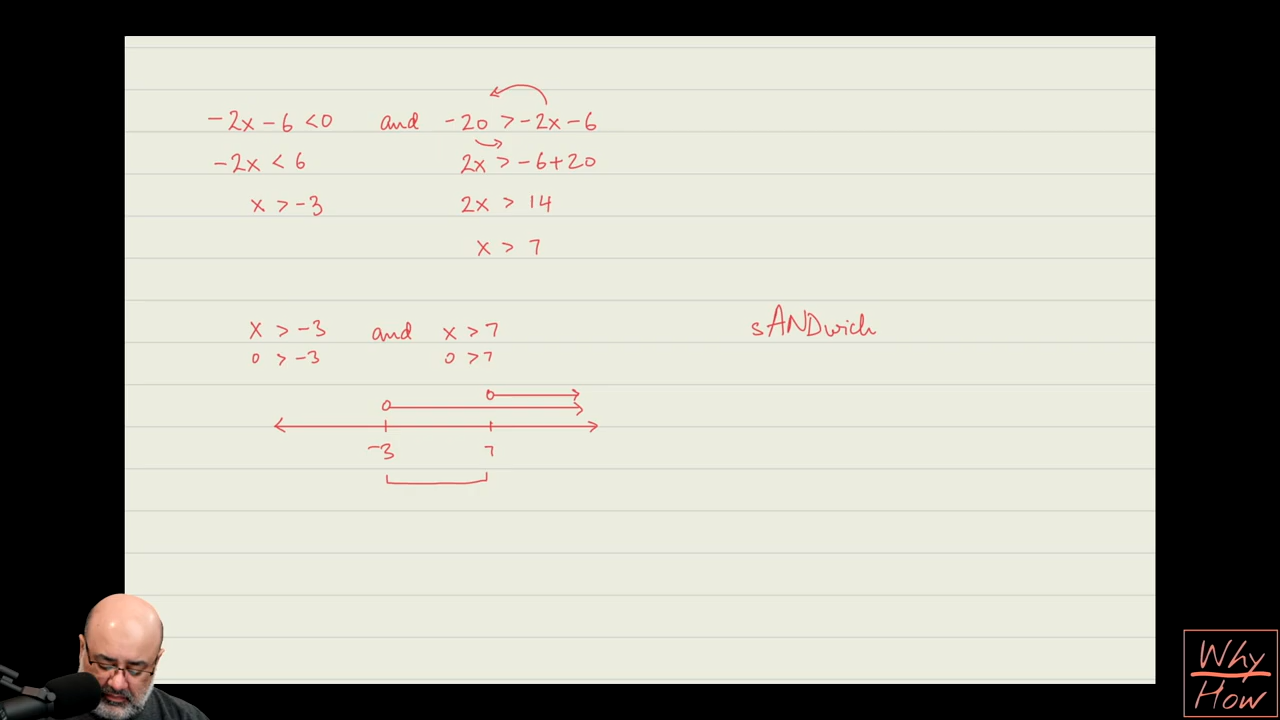 -2x - 6 < 0 and -20 > -2x - 6
-2x < 6 2x > -6 + 20
x > -3 2x > 14
x > 7
x > -3 and x > 7 sANDwich
0 > -3 0 > 7
-3 7
Why
How